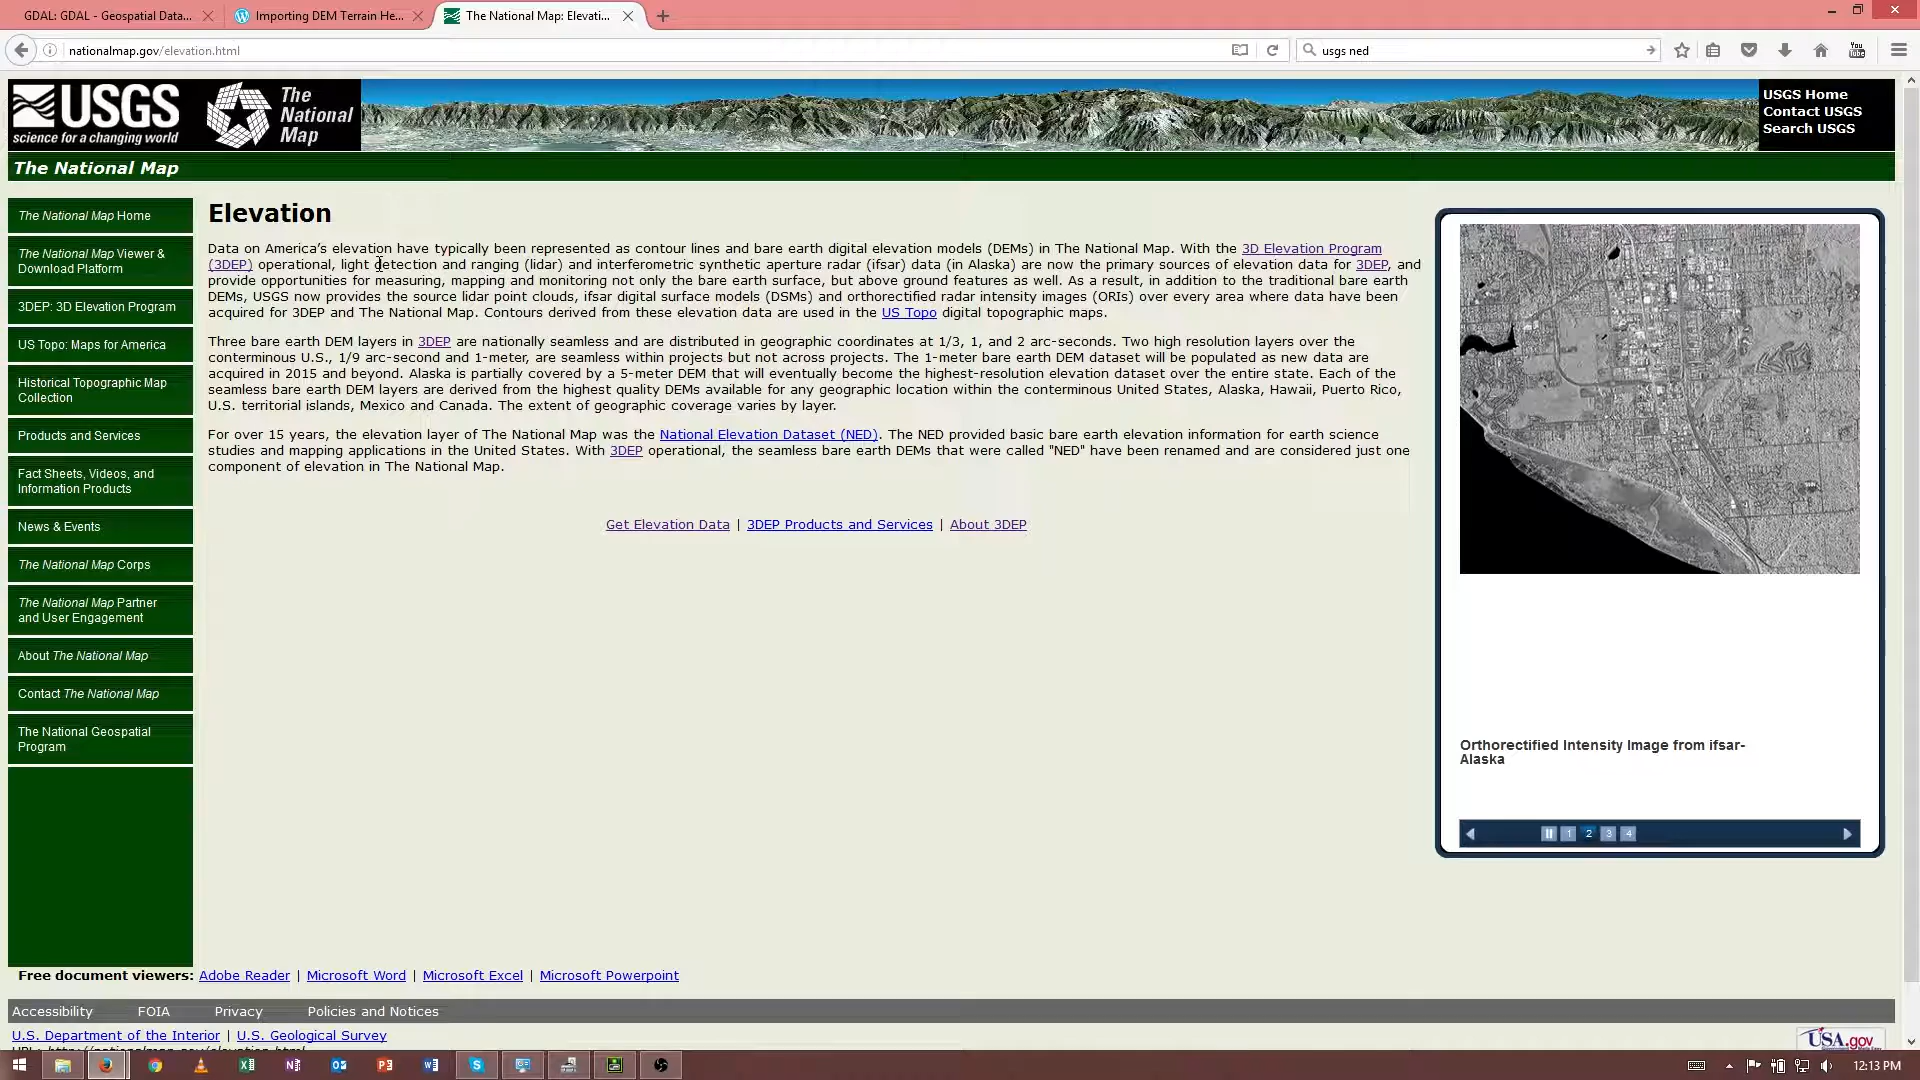 GDAL: GDAL - Geospatial Data...
Importing DEM Terrain He...
The National Map: Elevati...
nationalmap.gov/elevation.html
usgs ned
You
Tube
USGS
science for a changing world
The
National
Map
USGS Home
Contact USGS
Search USGS
The National Map
The National Map Home
The National Map Viewer &
Download Platform
3DEP: 3D Elevation Program
US Topo: Maps for America
Historical Topographic Map
Collection
Products and Services
Fact Sheets, Videos, and
Information Products
News & Events
The National Map Corps
The National Map Partner
and User Engagement
About The National Map
Contact The National Map
The National Geospatial
Program
Elevation
Data on America's elevation have typically been represented as contour lines and bare earth digital elevation models (DEMs) in The National Map. With the 3D Elevation Program
(3DEP) operational, light detection and ranging (lidar) and interferometric synthetic aperture radar (ifsar) data (in Alaska) are now the primary sources of elevation data for 3DEP, and
provide opportunities for measuring, mapping and monitoring not only the bare earth surface, but above ground features as well. As a result, in addition to the traditional bare earth
DEMs, USGS now provides the source lidar point clouds, ifsar digital surface models (DSMs) and orthorectified radar intensity images (ORIs) over every area where data have been
acquired for 3DEP and The National Map. Contours derived from these elevation data are used in the US Topo digital topographic maps.
Three bare earth DEM layers in 3DEP are nationally seamless and are distributed in geographic coordinates at 1/3, 1, and 2 arc-seconds. Two high resolution layers over the
conterminous U.S., 1/9 arc-second and 1-meter, are seamless within projects but not across projects. The 1-meter bare earth DEM dataset will be populated as new data are
acquired in 2015 and beyond. Alaska is partially covered by a 5-meter DEM that will eventually become the highest-resolution elevation dataset over the entire state. Each of the
seamless bare earth DEM layers are derived from the highest quality DEMs available for any geographic location within the conterminous United States, Alaska, Hawaii, Puerto Rico,
U.S. territorial islands, Mexico and Canada. The extent of geographic coverage varies by layer.
For over 15 years, the elevation layer of The National Map was the National Elevation Dataset (NED). The NED provided basic bare earth elevation information for earth science
studies and mapping applications in the United States. With 3DEP operational, the seamless bare earth DEMs that were called "NED" have been renamed and are considered just one
component of elevation in The National Map.
Get Elevation Data | 3DEP Products and Services | About 3DEP
Orthorectified Intensity Image from ifsar-
Alaska
1 2 3 4
Free document viewers: Adobe Reader | Microsoft Word | Microsoft Excel | Microsoft Powerpoint
Accessibility FOIA Privacy Policies and Notices
U.S. Department of the Interior | U.S. Geological Survey
URL: http://nationalmap.gov/elevation.html
USA.gov
12:13 PM